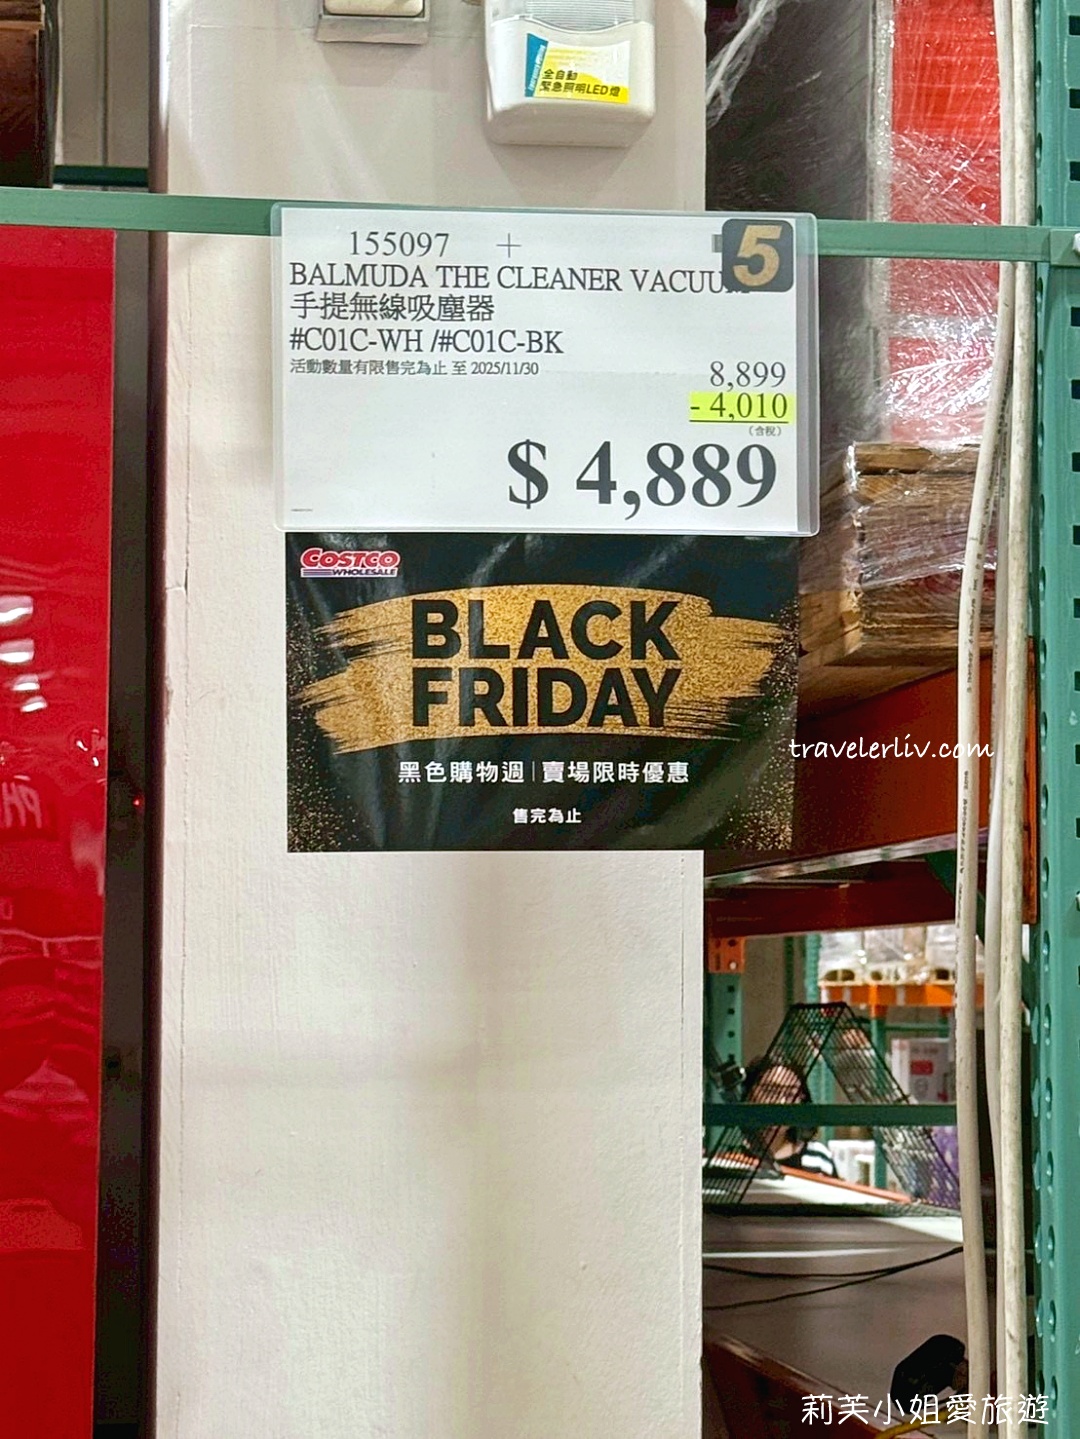 全自動
緊急照明LED燈
155097 +
5
BALMUDA THE CLEANER VACUUM
手提無線吸塵器
#C01C-WH /#C01C-BK
活動數量有限售完為止 至 2025/11/30
8,899
- 4,010
(含稅)
$ 4,889
COSTCO
WHOLESALE
BLACK
FRIDAY
黑色購物週|賣場限時優惠
售完為止
travelerliv.com
莉芙小姐愛旅遊